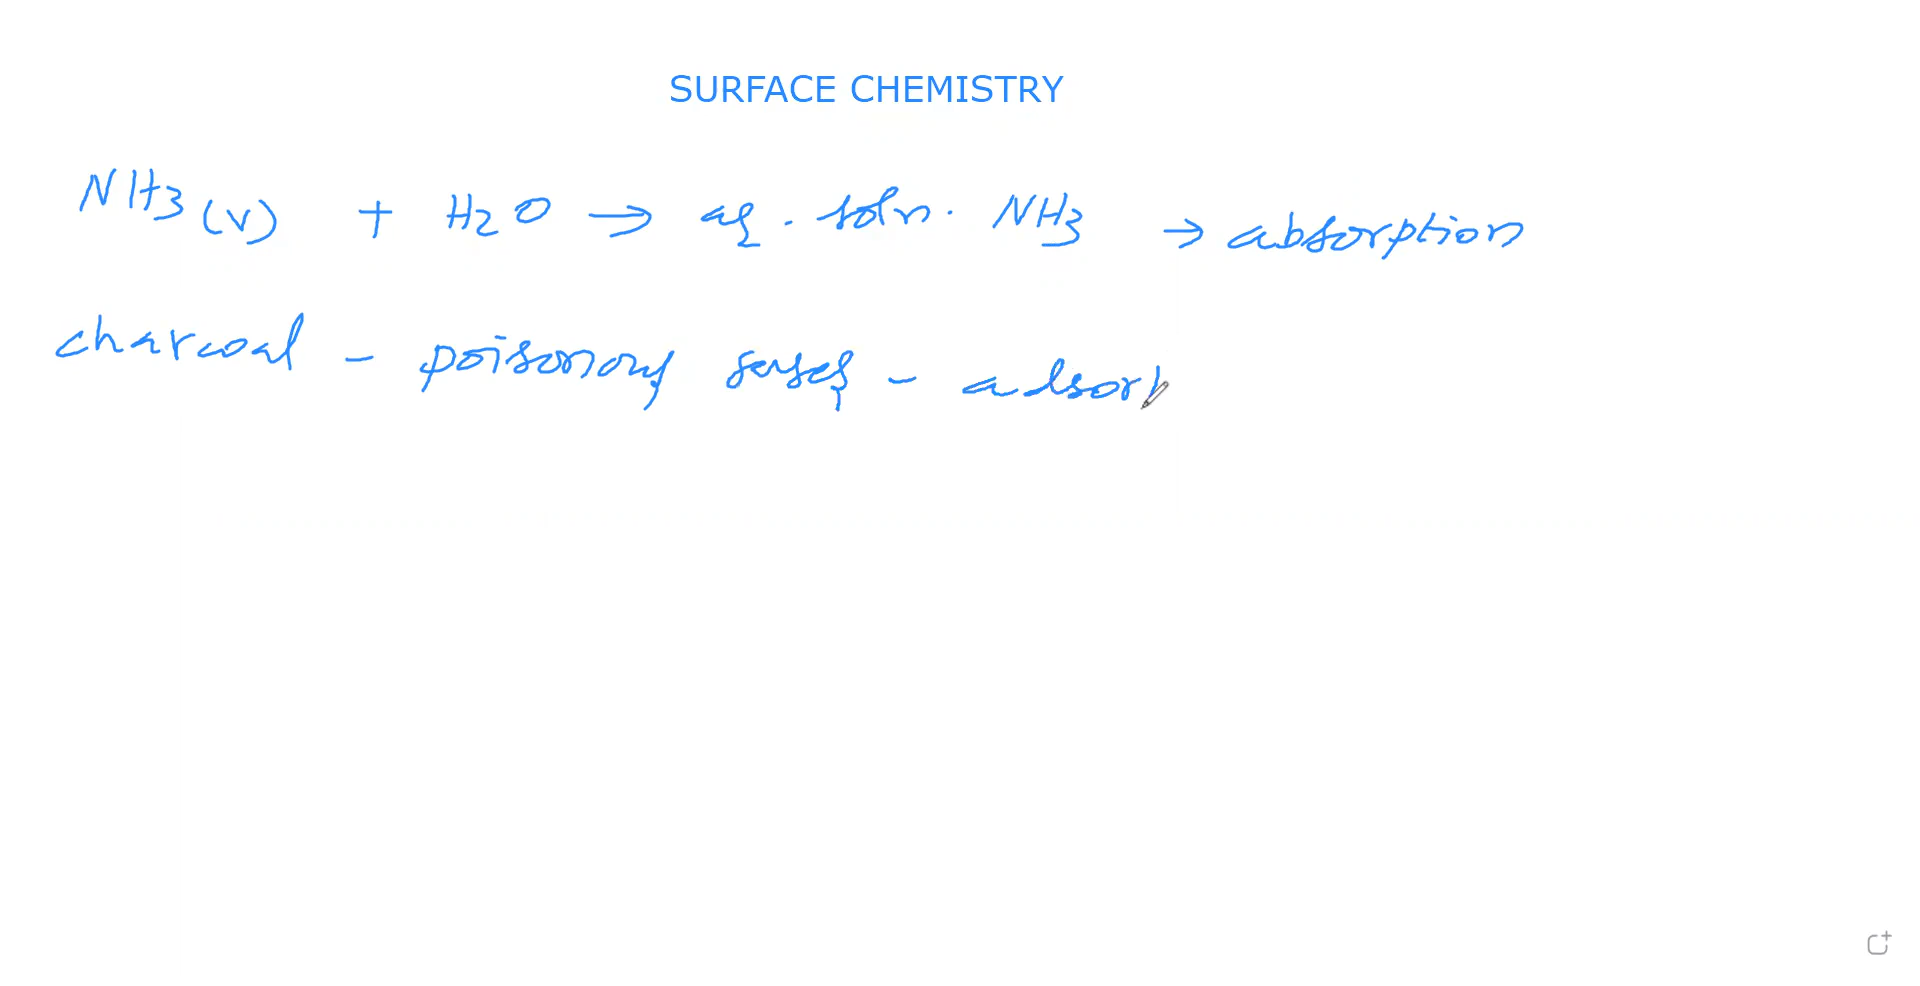 SURFACE CHEMISTRY
NH3(v) + H2O → aq. soln. NH3 → absorption
charcoal - poisonous gases - adsorb